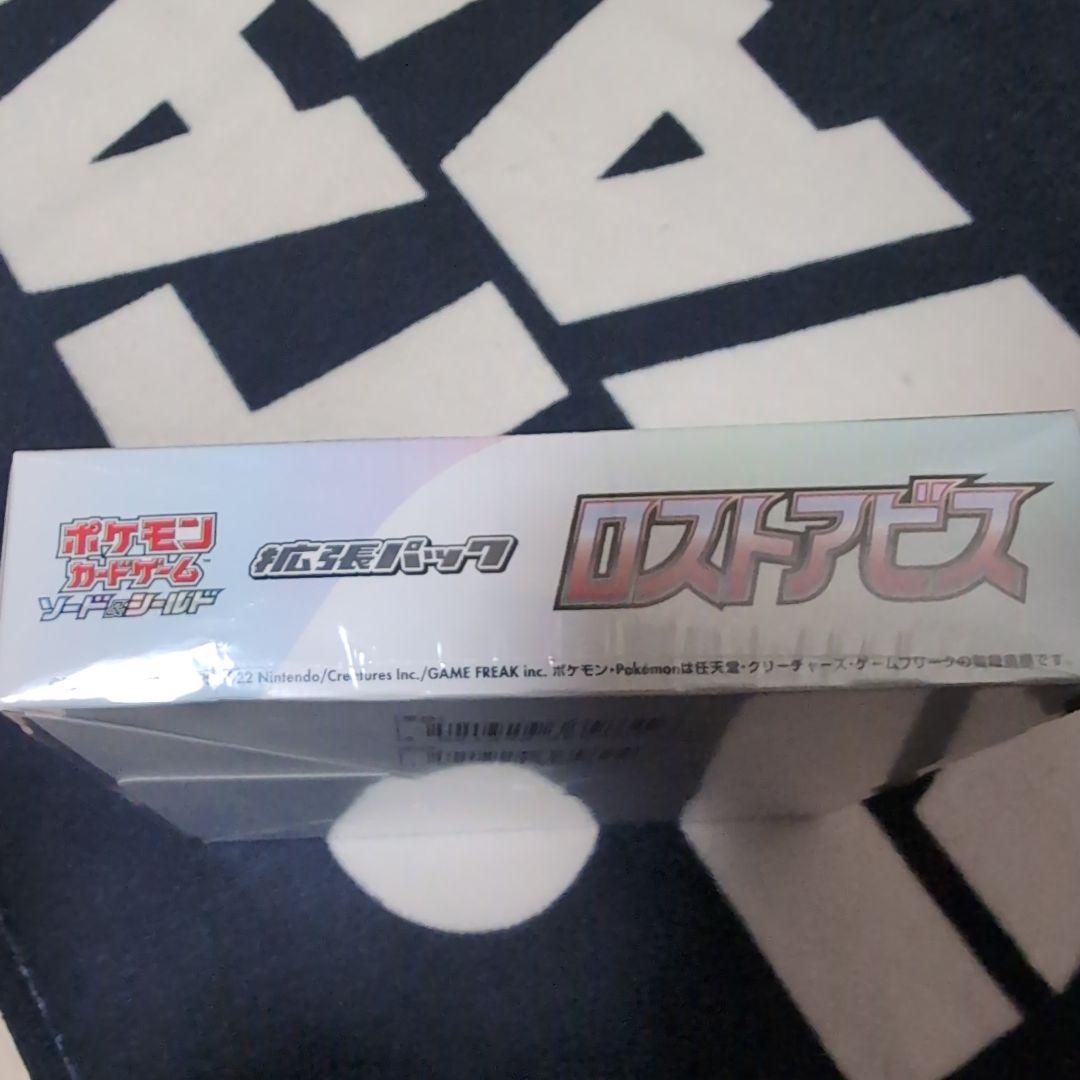 ポケモン
カードゲーム
ソード&シールド
拡張パック
ロストアビス
22 Nintendo/Creatures Inc./GAME FREAK inc. ポケモン・Pokémonは任天堂・クリーチャーズ・ゲームフリークの登録商標です。